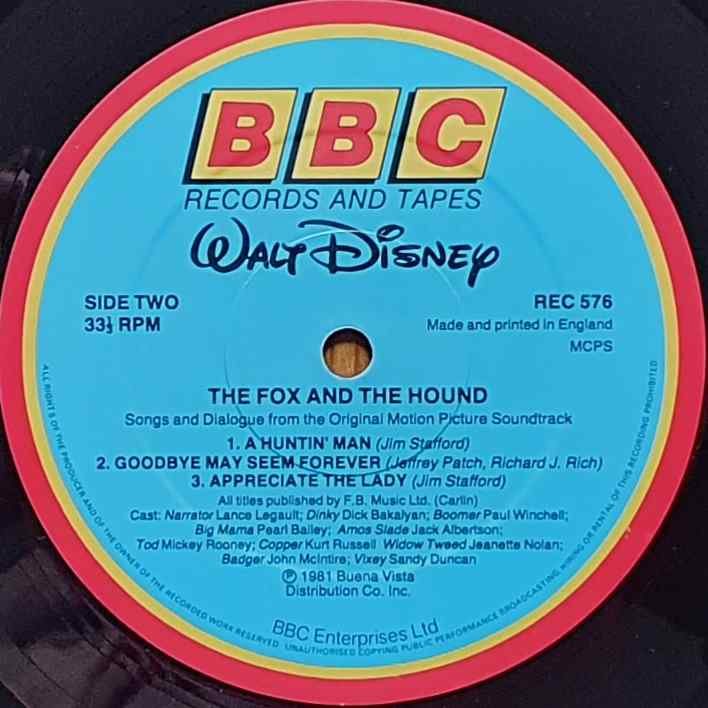 BBC
RECORDS AND TAPES
WALT DISNEY
SIDE TWO
33⅓ RPM
REC 576
Made and printed in England
MCPS
THE FOX AND THE HOUND
Songs and Dialogue from the Original Motion Picture Soundtrack
1. A HUNTIN' MAN (Jim Stafford)
2. GOODBYE MAY SEEM FOREVER (Jeffrey Patch, Richard J. Rich)
3. APPRECIATE THE LADY (Jim Stafford)
All titles published by F.B. Music Ltd. (Carlin)
Cast: Narrator Lance Legault; Dinky Dick Bakalyan; Boomer Paul Winchell;
Big Mama Pearl Bailey; Amos Slade Jack Albertson;
Tod Mickey Rooney; Copper Kurt Russell Widow Tweed Jeanette Nolan;
Badger John McIntire; Vixey Sandy Duncan
℗ 1981 Buena Vista
Distribution Co. Inc.
BBC Enterprises Ltd
ALL RIGHTS OF THE PRODUCER AND OF THE OWNER OF THE RECORDED WORK RESERVED. UNAUTHORISED COPYING PUBLIC PERFORMANCE BROADCASTING, HIRING OR RENTAL OF THIS RECORDING PROHIBITED